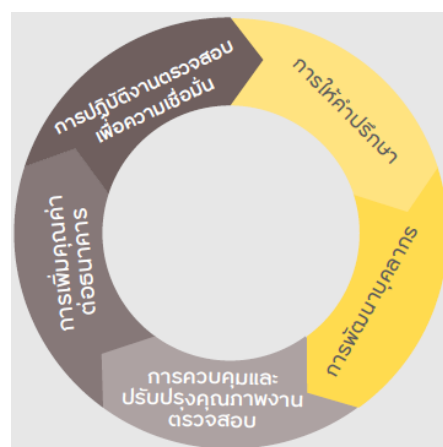 การปฏิบัติงานตรวจสอบ
เพื่อความเชื่อมั่น
การให้คำปรึกษา
การพัฒนาบุคลากร
การควบคุมและ
ปรับปรุงคุณภาพงาน
ตรวจสอบ
การเพิ่มคุณค่า
ต่อธนาคาร